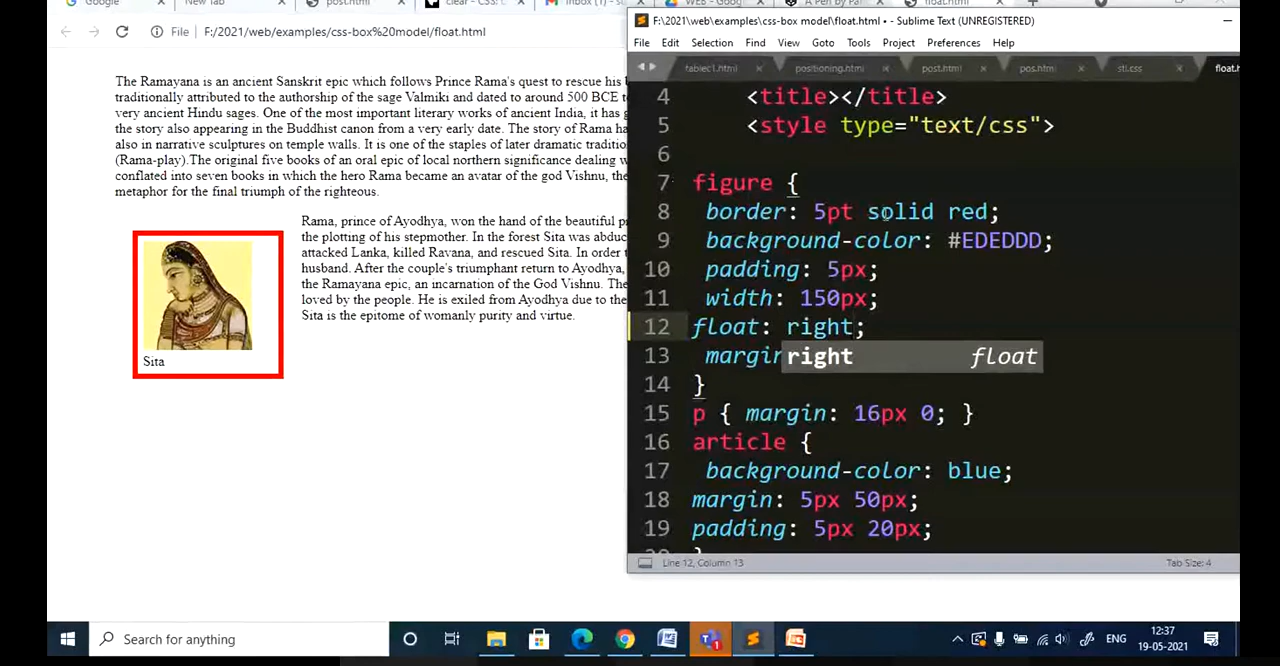 Google
New Tab
post.html
clear - CSS: 
Inbox (1)
WEB - Google
A Pen by
float.html
File F:/2021/web/examples/css-box%20model/float.html
F:\2021\web\examples\css-box model\float.html • - Sublime Text (UNREGISTERED)
File Edit Selection Find View Goto Tools Project Preferences Help
positioning.html post.html sti.css
The Ramayana is an ancient Sanskrit epic which follows Prince Rama's quest to rescue his
traditionally attributed to the authorship of the sage Valmiki and dated to around 500 BCE
very ancient Hindu sages. One of the most important literary works of ancient India, it has
the story also appearing in the Buddhist canon from a very early date. The story of Rama
also in narrative sculptures on temple walls. It is one of the staples of later dramatic
(Rama-play).The original five books of an oral epic of local northern significance dealing
conflated into seven books in which the hero Rama became an avatar of the god Vishnu,
metaphor for the final triumph of the righteous.
Rama, prince of Ayodhya, won the hand of the beautiful
the plotting of his stepmother. In the forest Sita was
attacked Lanka, killed Ravana, and rescued Sita. In order
husband. After the couple's triumphant return to Ayodhya,
the Ramayana epic, an incarnation of the God Vishnu.
loved by the people. He is exiled from Ayodhya due to the
Sita is the epitome of womanly purity and virtue.
Sita
4 <title></title>
5 <style type="text/css">
6
7 figure {
8 border: 5pt solid red;
9 background-color: #EDEDDD;
10 padding: 5px;
11 width: 150px;
12 float: right;
13
right float
14 }
15 p { margin: 16px 0; }
16 article {
17 background-color: blue;
18 margin: 5px 50px;
19 padding: 5px 20px;
Line 12, Column 13
Tab Size: 4
Search for anything
ENG
12:37
19-05-2021